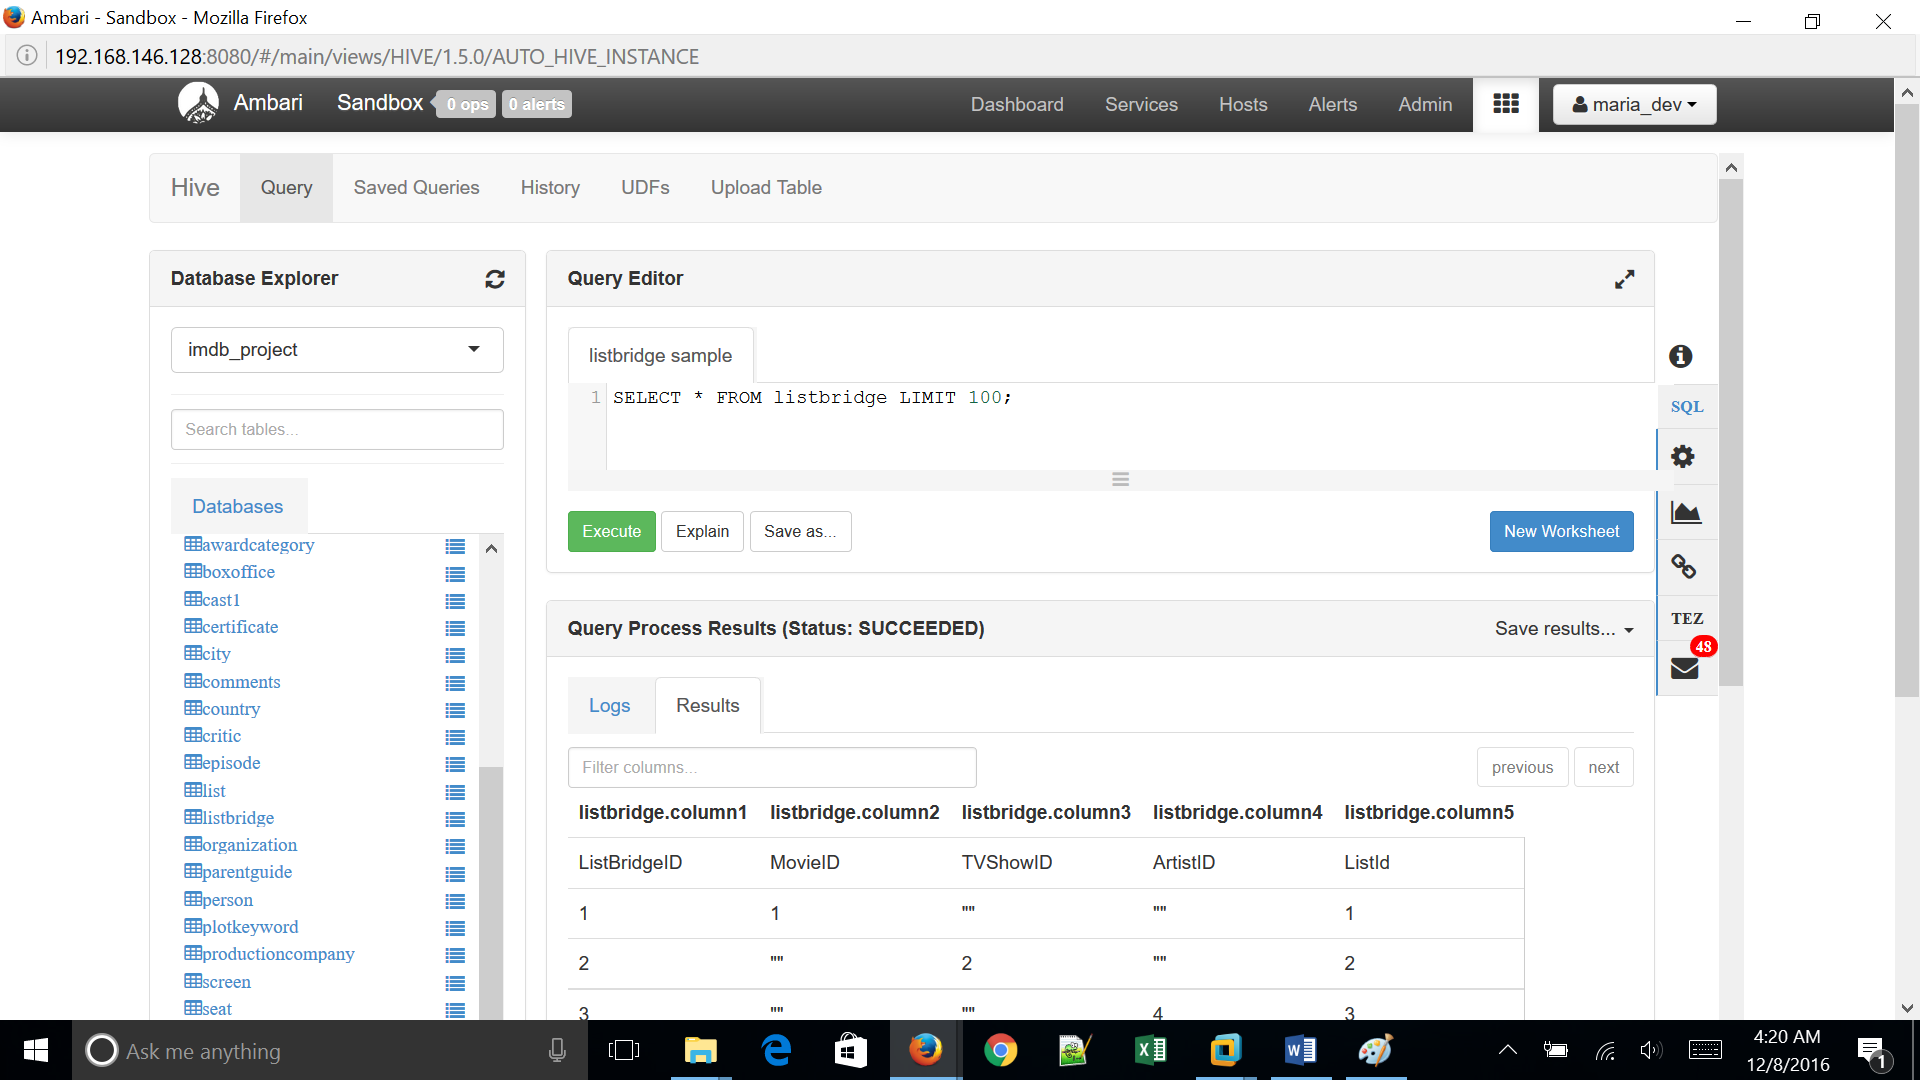 Ambari - Sandbox - Mozilla Firefox
192.168.146.128:8080/#/main/views/HIVE/1.5.0/AUTO_HIVE_INSTANCE
Ambari Sandbox 0 ops 0 alerts Dashboard Services Hosts Alerts Admin maria_dev
Hive Query Saved Queries History UDFs Upload Table
Database Explorer
imdb_project
Search tables...
Databases
awardcategory
boxoffice
cast1
certificate
city
comments
country
critic
episode
list
listbridge
organization
parentguide
person
plotkeyword
productioncompany
screen
seat
Query Editor
listbridge sample
1 SELECT * FROM listbridge LIMIT 100;
Execute Explain Save as... New Worksheet
SQL
TEZ
48
Query Process Results (Status: SUCCEEDED) Save results...
Logs Results
Filter columns... previous next
listbridge.column1 listbridge.column2 listbridge.column3 listbridge.column4 listbridge.column5
ListBridgeID MovieID TVShowID ArtistID ListId
1 1 "" "" 1
2 "" 2 "" 2
3 "" "" 4 3
Ask me anything
4:20 AM
12/8/2016
1